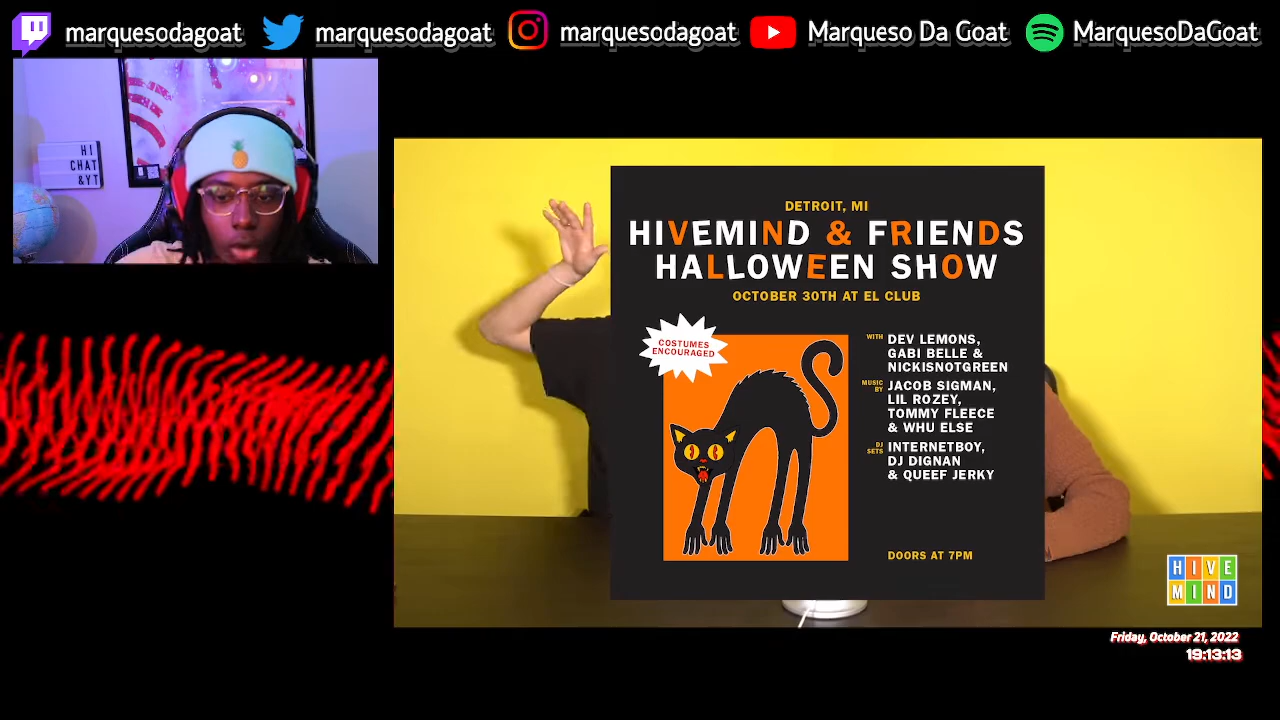 marquesodagoat marquesodagoat marquesodagoat Marqueso Da Goat MarquesoDaGoat
HI
CHAT
&YT
DETROIT, MI
HIVEMIND & FRIENDS
HALLOWEEN SHOW
OCTOBER 30TH AT EL CLUB
COSTUMES
ENCOURAGED
WITH DEV LEMONS,
GABI BELLE &
NICKISNOTGREEN
MUSIC BY JACOB SIGMAN,
LIL ROZEY,
TOMMY FLEECE
& WHU ELSE
DJ SETS INTERNETBOY,
DJ DIGNAN
& QUEEF JERKY
DOORS AT 7PM
HIVE
MIND
Friday, October 21, 2022
19:13:13